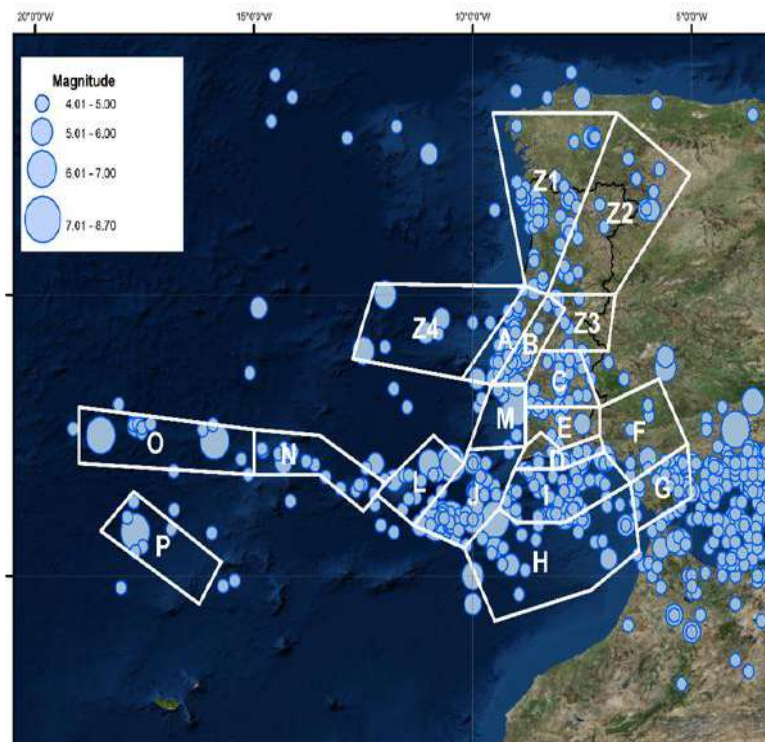 20°0'0"W 15°0'0"W 10°0'0"W 5°0'0"W
Magnitude
4.01 - 5.00
5.01 - 6.00
6.01 - 7.00
7.01 - 8.70
Z1
Z2
Z4
Z3
A
B
C
M
E
F
O
N
D
L
J
I
G
P
H